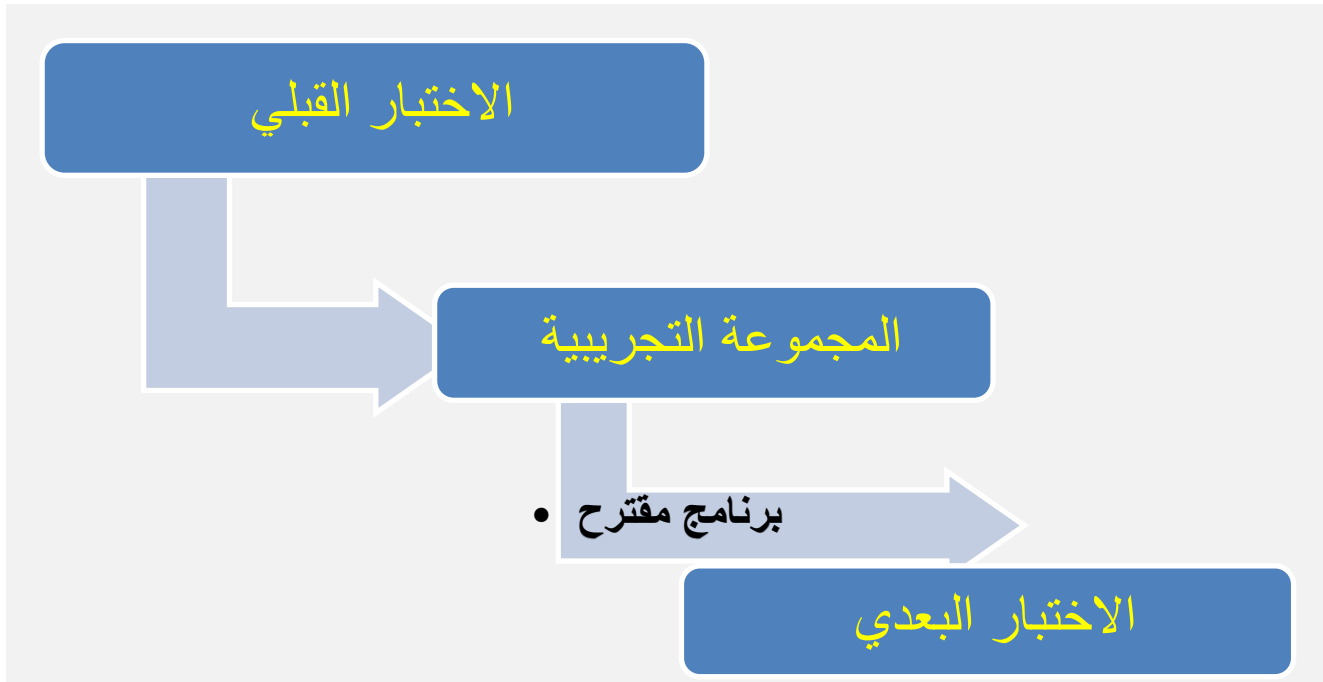 الاختبار القبلي
المجموعة التجريبية
• برنامج مقترح
الاختبار البعدي